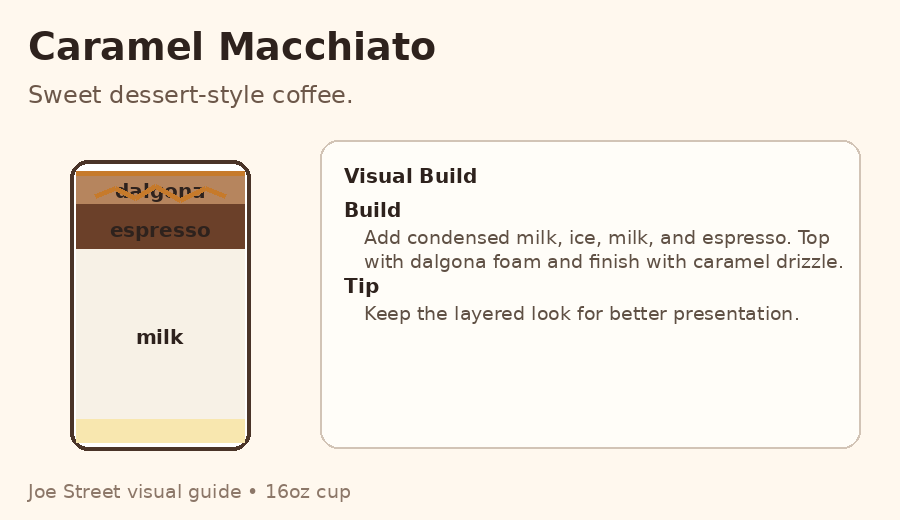 Caramel Macchiato
Sweet dessert-style coffee.
dalgona
espresso
milk
Visual Build
Build
Add condensed milk, ice, milk, and espresso. Top
with dalgona foam and finish with caramel drizzle.
Tip
Keep the layered look for better presentation.
Joe Street visual guide • 16oz cup